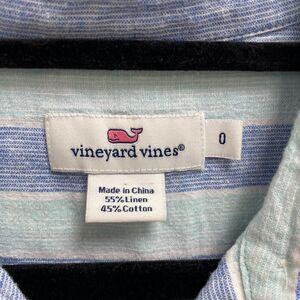 vineyard vines®
0
Made in China
55% Linen
45% Cotton